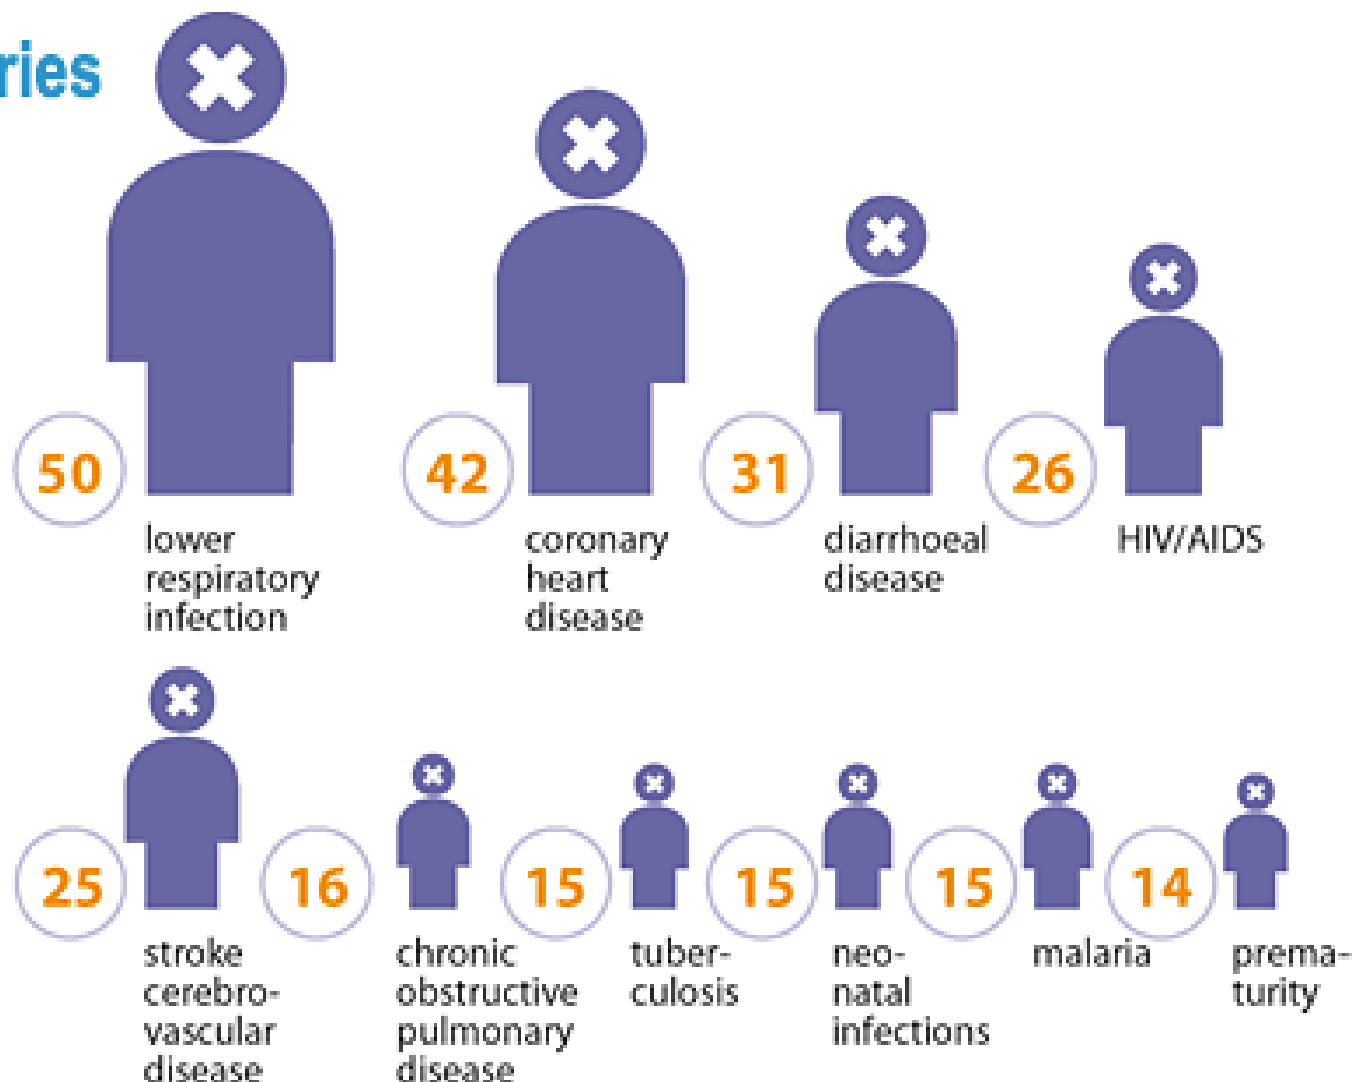 ries
50
lower
respiratory
infection
42
coronary
heart
disease
31
diarrhoeal
disease
26
HIV/AIDS
25
stroke
cerebro-
vascular
disease
16
chronic
obstructive
pulmonary
disease
15
tuber-
culosis
15
neo-
natal
infections
15
malaria
14
prema-
turity